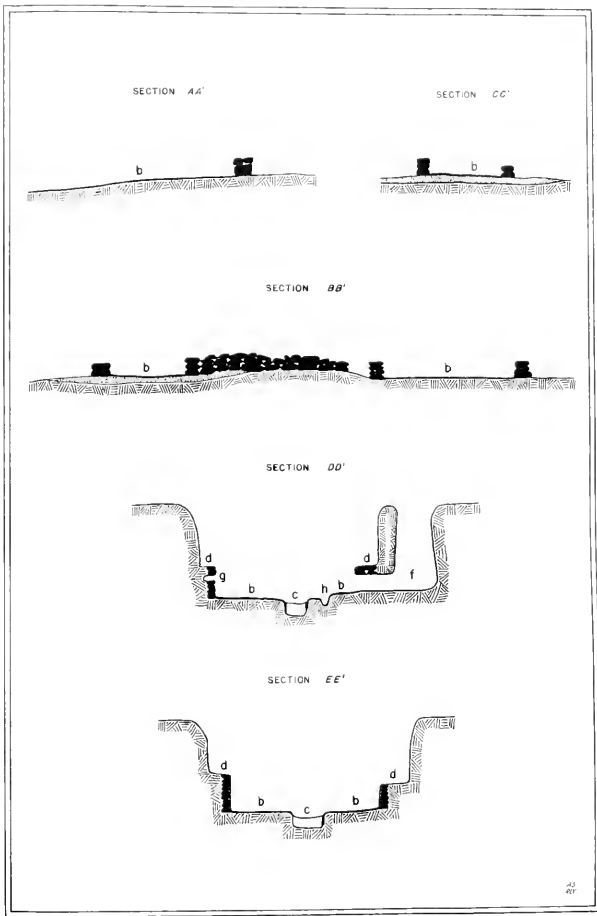 SECTION AA'
SECTION CC'
b
b
SECTION BB'
b
b
SECTION DD'
d
d
g
f
b
c
h
b
SECTION EE'
d
d
b
c
b